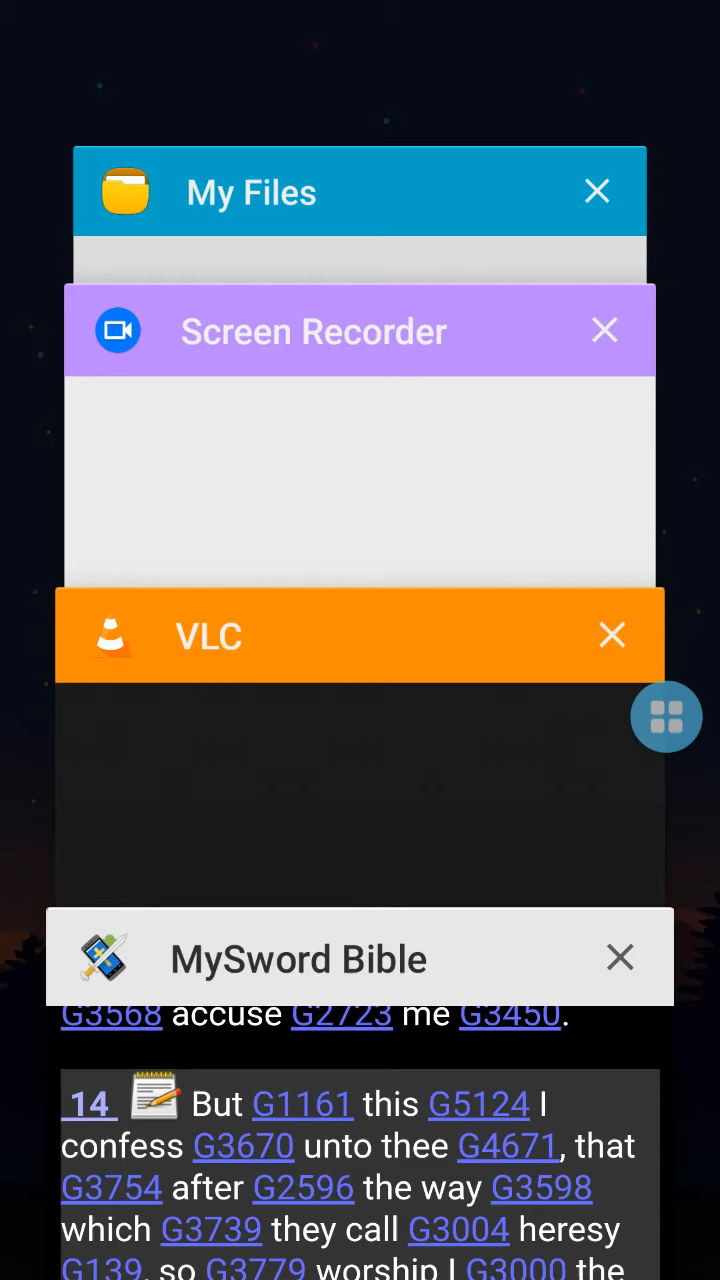 My Files
Screen Recorder
VLC
MySword Bible
G3568 accuse G2723 me G3450.
14 But G1161 this G5124 I
confess G3670 unto thee G4671, that
G3754 after G2596 the way G3598
which G3739 they call G3004 heresy
G139, so G3779 worship I G3000 the